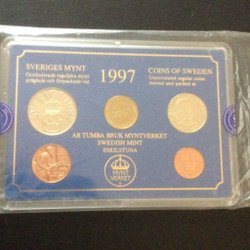 SVERIGES MYNT
Ocirkulerade reguljära mynt
präglade och förpackade vid
1997
COINS OF SWEDEN
Uncirculated regular coins
minted and packed at
AB TUMBA BRUK MYNTVERKET
SWEDISH MINT
ESKILSTUNA
MYNT
VERKET